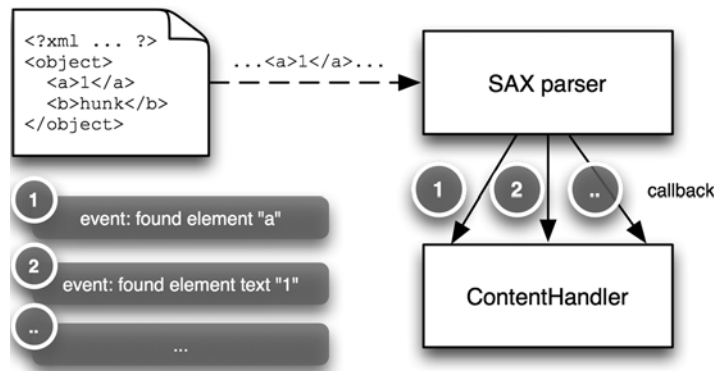 <?xml ... ?>
<object>
<a>1</a>
<b>hunk</b>
</object>
...<a>1</a>...
SAX parser
1
2
..
callback
ContentHandler
1
event: found element "a"
2
event: found element text "1"
..
...